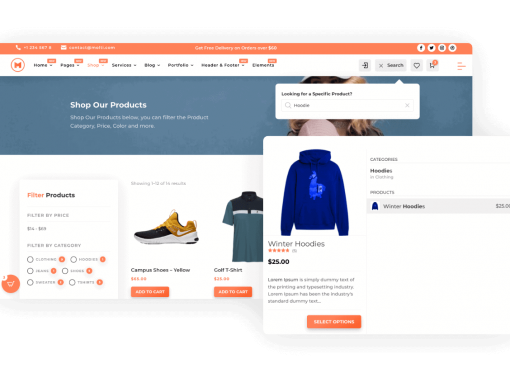 +1 234 567 8
contact@motti.com
Get Free Delivery on Orders over $60
Home
Pages
Shop
Services
Blog
Portfolio
Header & Footer
Elements
Search
Looking for a Specific Product?
Hoodie
Shop Our Products
Shop Our Products below, you can filter the Product
Category, Price, Color and more.
Filter Products
FILTER BY PRICE
$14 - $69
FILTER BY CATEGORY
CLOTHING
HOODIES
JEANS
SHOES
SWEATER
TSHIRTS
Showing 1–12 of 14 results
Campus Shoes – Yellow
ADD TO CART
Golf T-Shirt
ADD TO CART
Winter Hoodies
$25.00
Lorem Ipsum is simply dummy text of
the printing and typesetting industry.
Lorem Ipsum has been the industry's
standard dummy text...
SELECT OPTIONS
CATEGORIES
Hoodies
in Clothing
PRODUCTS
Winter Hoodies
$25.00